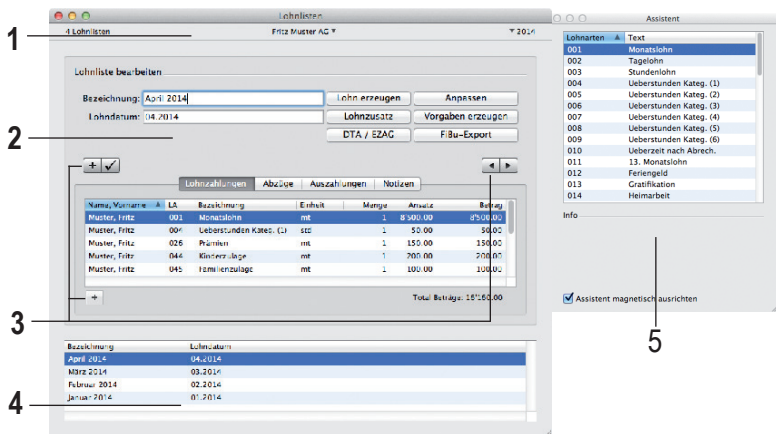 Lohnlisten
1
4 Lohnlisten Fritz Muster AG ▼ ▼ 2014
Lohnliste bearbeiten
Bezeichnung: April 2014 Lohn erzeugen Anpassen
Lohndatum: 04.2014 Lohnzusatz Vorgaben erzeugen
2
DTA / EZAG FiBu-Export
+ ✓ ◄ ►
Lohnzahlungen Abzüge Auszahlungen Notizen
Name, Vorname ▲ LA Bezeichnung Einheit Menge Ansatz Betrag
Muster, Fritz 001 Monatslohn mt 1 8'500.00 8'500.00
Muster, Fritz 004 Ueberstunden Kateg. (1) std 1 50.00 50.00
Muster, Fritz 026 Prämien mt 1 150.00 150.00
Muster, Fritz 044 Kinderzulage mt 1 200.00 200.00
Muster, Fritz 045 Familienzulage mt 1 100.00 100.00
+ Total Beträge: 16'160.00
3
Bezeichnung Lohndatum
April 2014 04.2014
März 2014 03.2014
Februar 2014 02.2014
Januar 2014 01.2014
4
Assistent
Lohnarten ▲ Text
001 Monatslohn
002 Tagelohn
003 Stundenlohn
004 Ueberstunden Kateg. (1)
005 Ueberstunden Kateg. (2)
006 Ueberstunden Kateg. (3)
007 Ueberstunden Kateg. (4)
008 Ueberstunden Kateg. (5)
009 Ueberstunden Kateg. (6)
010 Ueberzeit nach Abrech.
011 13. Monatslohn
012 Feriengeld
013 Gratifikation
014 Heimarbeit
Info
Assistent magnetisch ausrichten
5